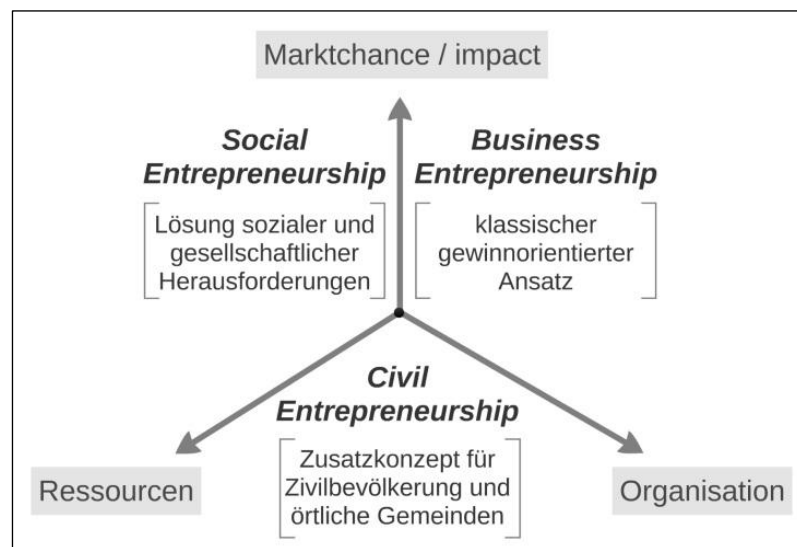 Marktchance / impact
Social
Entrepreneurship
Lösung sozialer und
gesellschaftlicher
Herausforderungen
Business
Entrepreneurship
klassischer
gewinnorientierter
Ansatz
Civil
Entrepreneurship
Zusatzkonzept für
Zivilbevölkerung und
örtliche Gemeinden
Ressourcen
Organisation